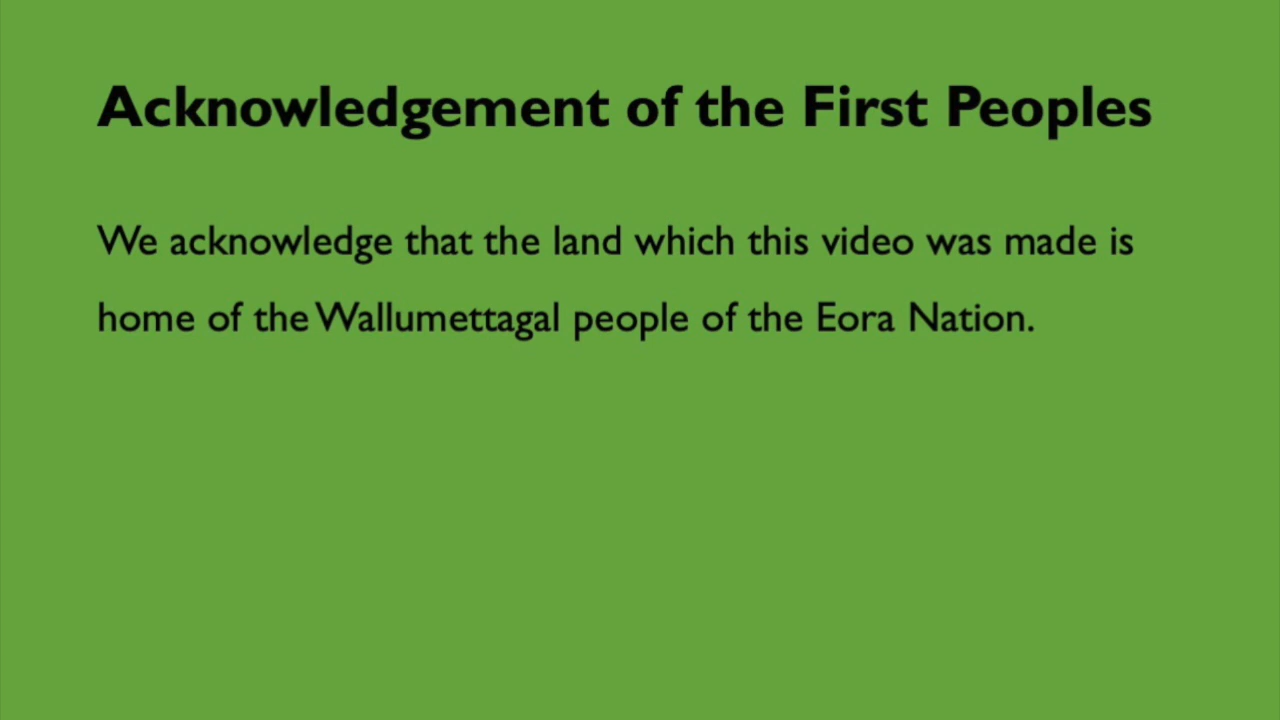 Acknowledgement of the First Peoples
We acknowledge that the land which this video was made is
home of the Wallumettagal people of the Eora Nation.